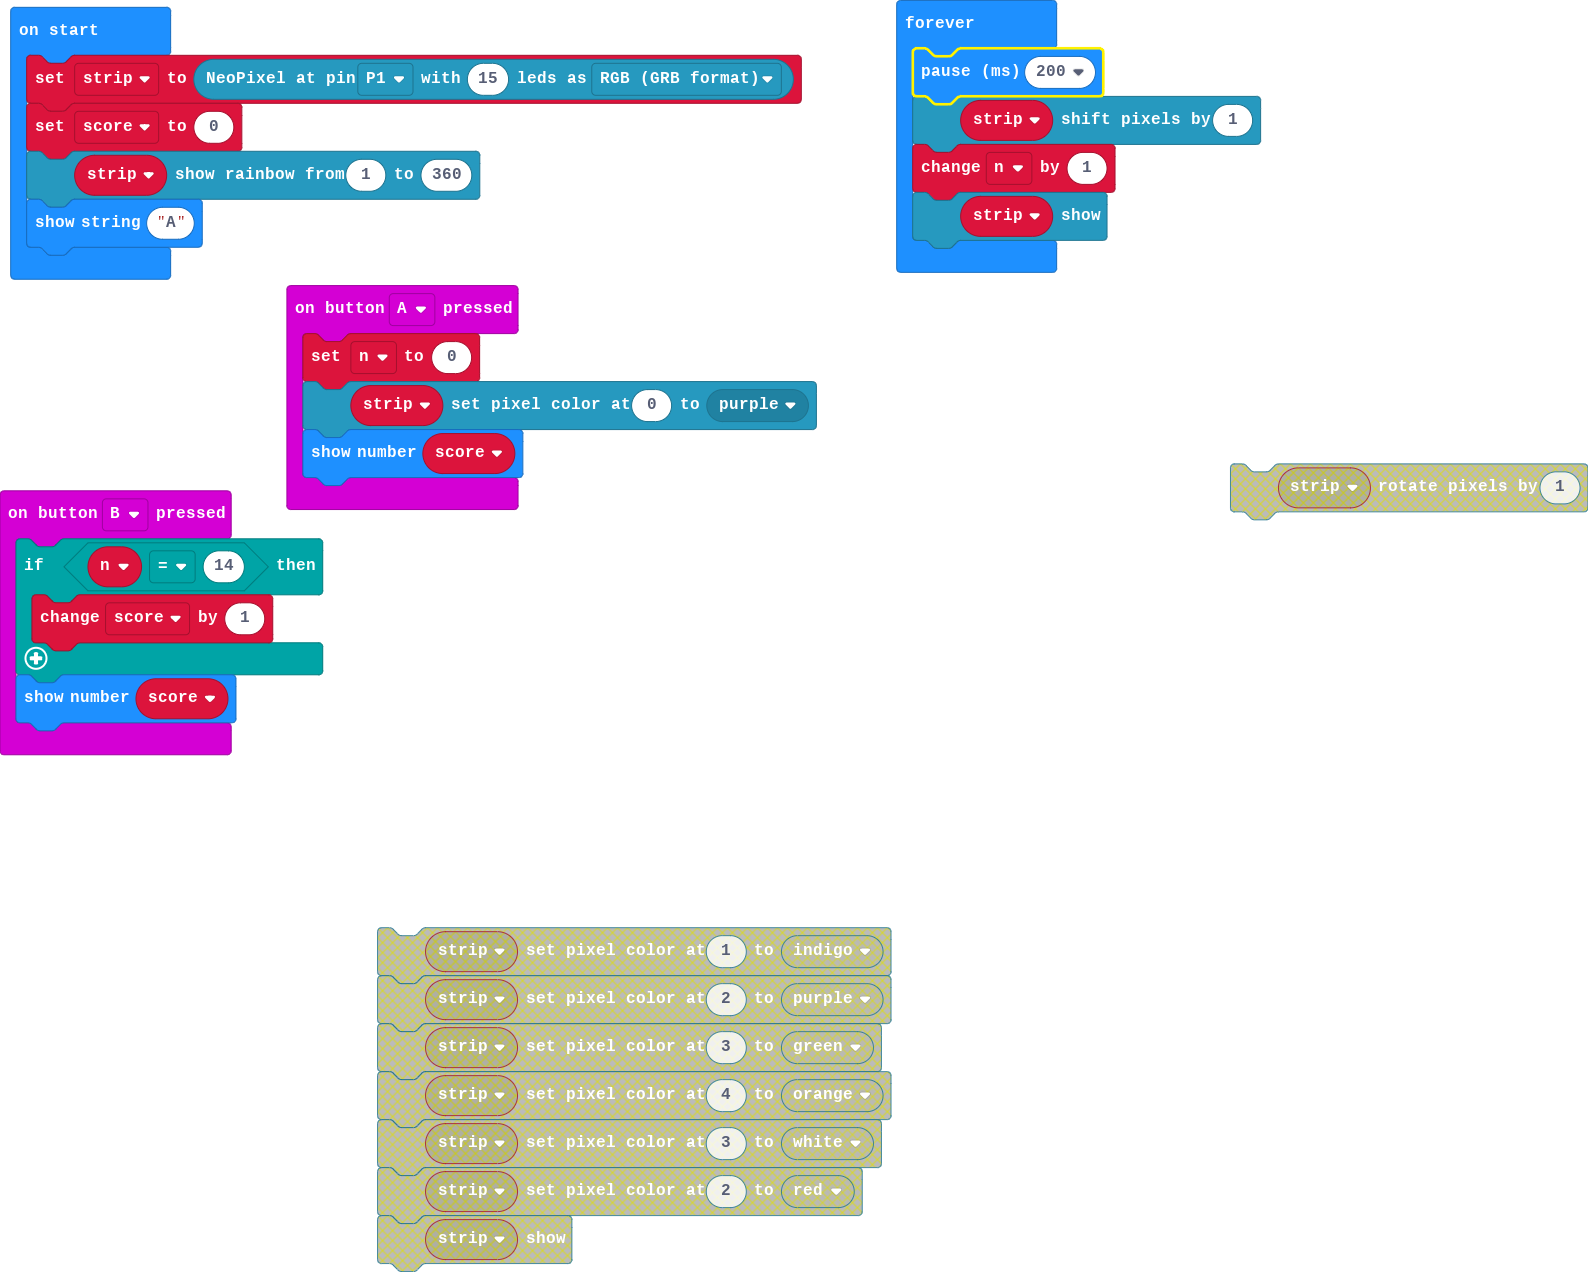 on start
set strip to NeoPixel at pin P1 with 15 leds as RGB (GRB format)
set score to 0
strip show rainbow from 1 to 360
show string "A"
forever
pause (ms) 200
strip shift pixels by 1
change n by 1
strip show
on button A pressed
set n to 0
strip set pixel color at 0 to purple
show number score
strip rotate pixels by 1
on button B pressed
if n = 14 then
change score by 1
show number score
strip set pixel color at 1 to indigo
strip set pixel color at 2 to purple
strip set pixel color at 3 to green
strip set pixel color at 4 to orange
strip set pixel color at 3 to white
strip set pixel color at 2 to red
strip show